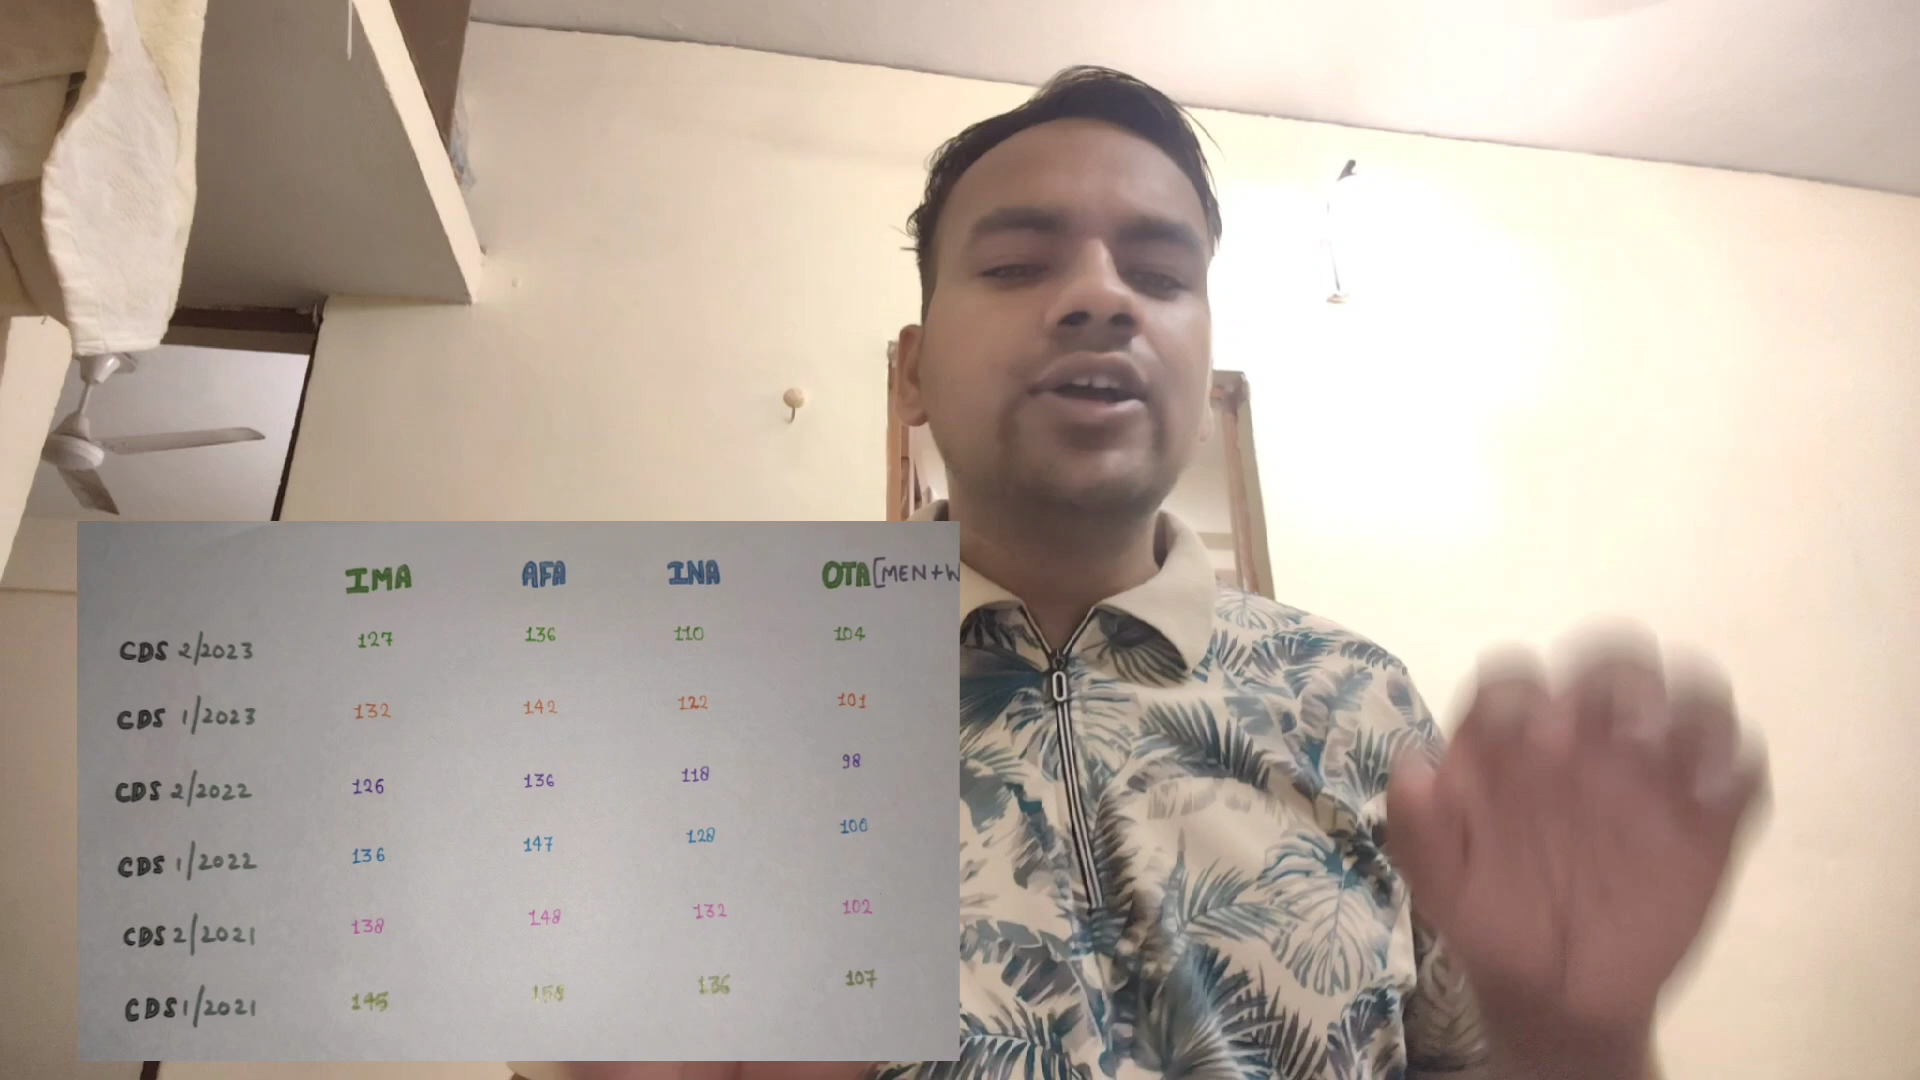 IMA AFA INA OTA [MEN+W
CDS 2/2023 127 136 110 104
CDS 1/2023 132 142 122 101
CDS 2/2022 126 136 118 98
CDS 1/2022 136 147 128 100
CDS 2/2021 138 148 132 102
CDS 1/2021 145 158 136 107